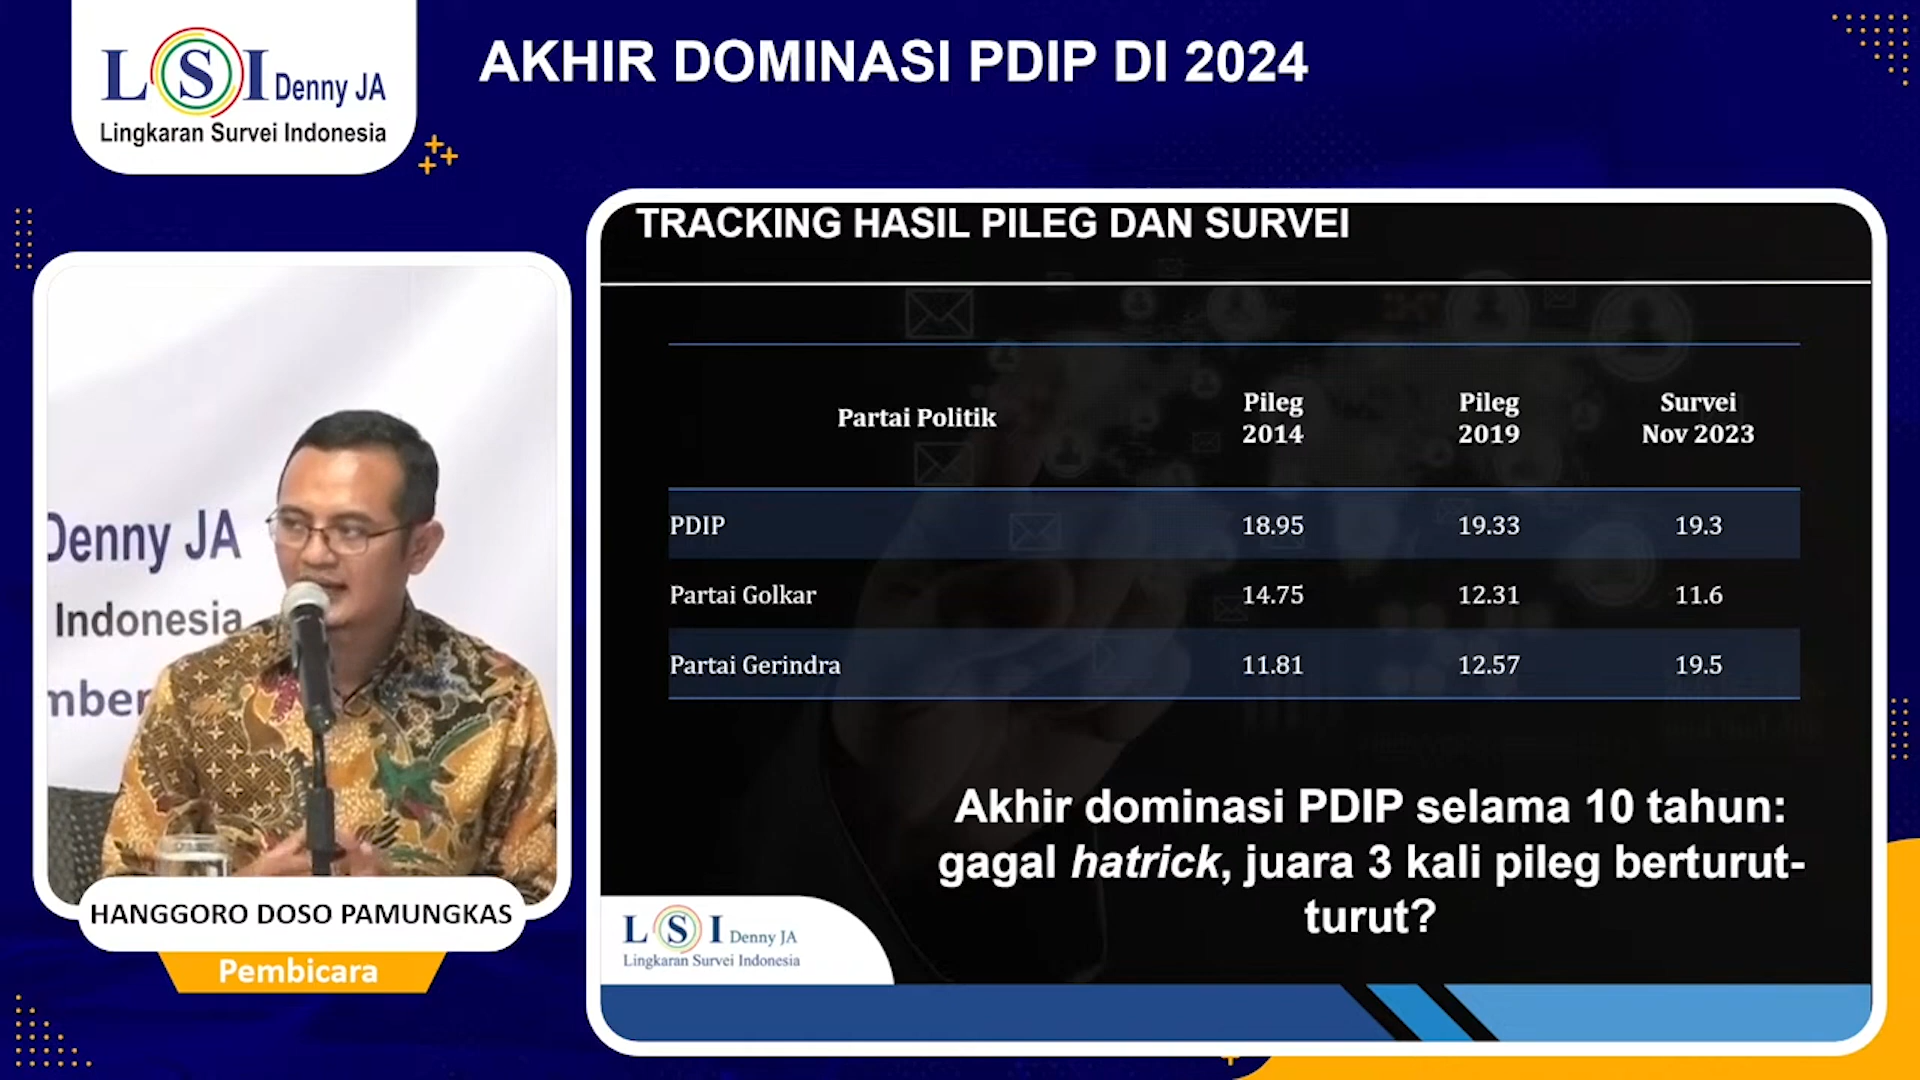 LSI Denny JA
Lingkaran Survei Indonesia
AKHIR DOMINASI PDIP DI 2024
TRACKING HASIL PILEG DAN SURVEI
Partai Politik
Pileg
2014
Pileg
2019
Survei
Nov 2023
PDIP 18.95 19.33 19.3
Partai Golkar 14.75 12.31 11.6
Partai Gerindra 11.81 12.57 19.5
Akhir dominasi PDIP selama 10 tahun:
gagal hatrick, juara 3 kali pileg berturut-
turut?
LSI Denny JA
Lingkaran Survei Indonesia
Denny JA
Indonesia
mber
HANGGORO DOSO PAMUNGKAS
Pembicara